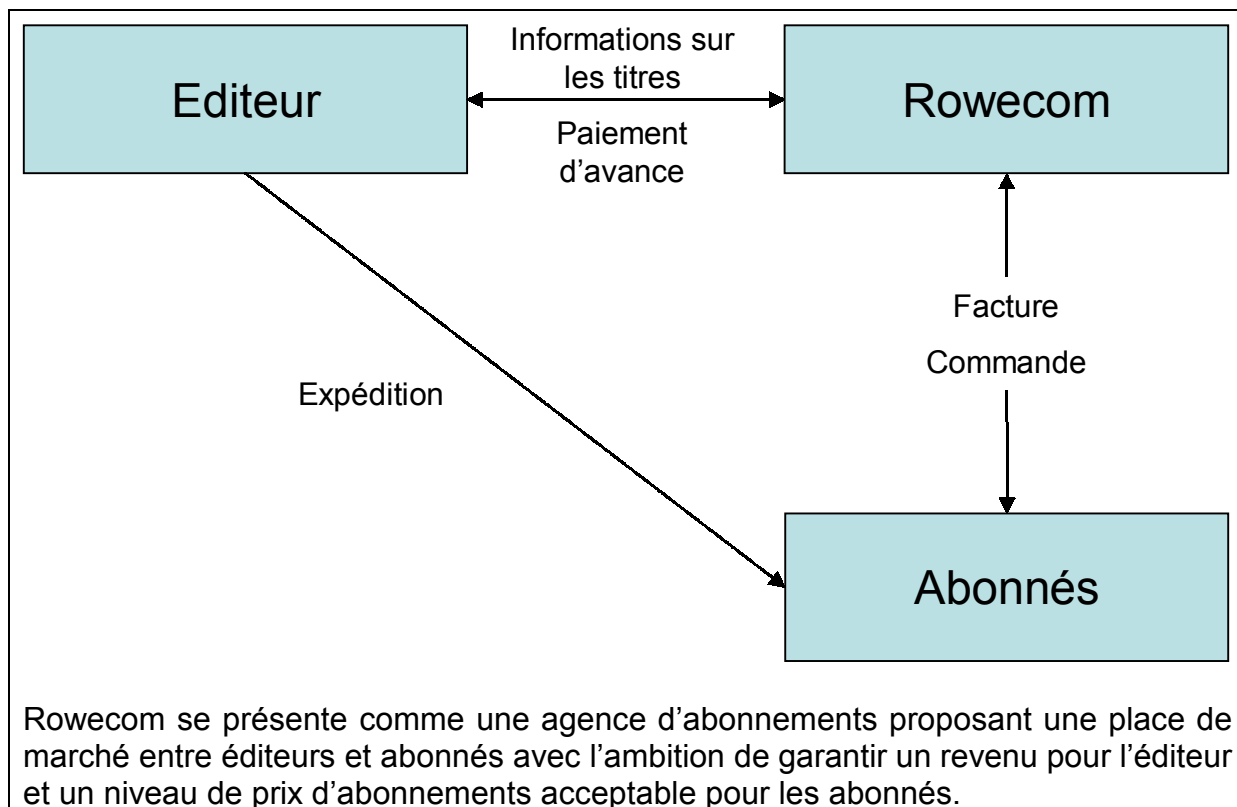 Editeur
Informations sur
les titres
Paiement
d’avance
Rowecom
Facture
Commande
Expédition
Abonnés
Rowecom se présente comme une agence d’abonnements proposant une place de
marché entre éditeurs et abonnés avec l’ambition de garantir un revenu pour l’éditeur
et un niveau de prix d’abonnements acceptable pour les abonnés.